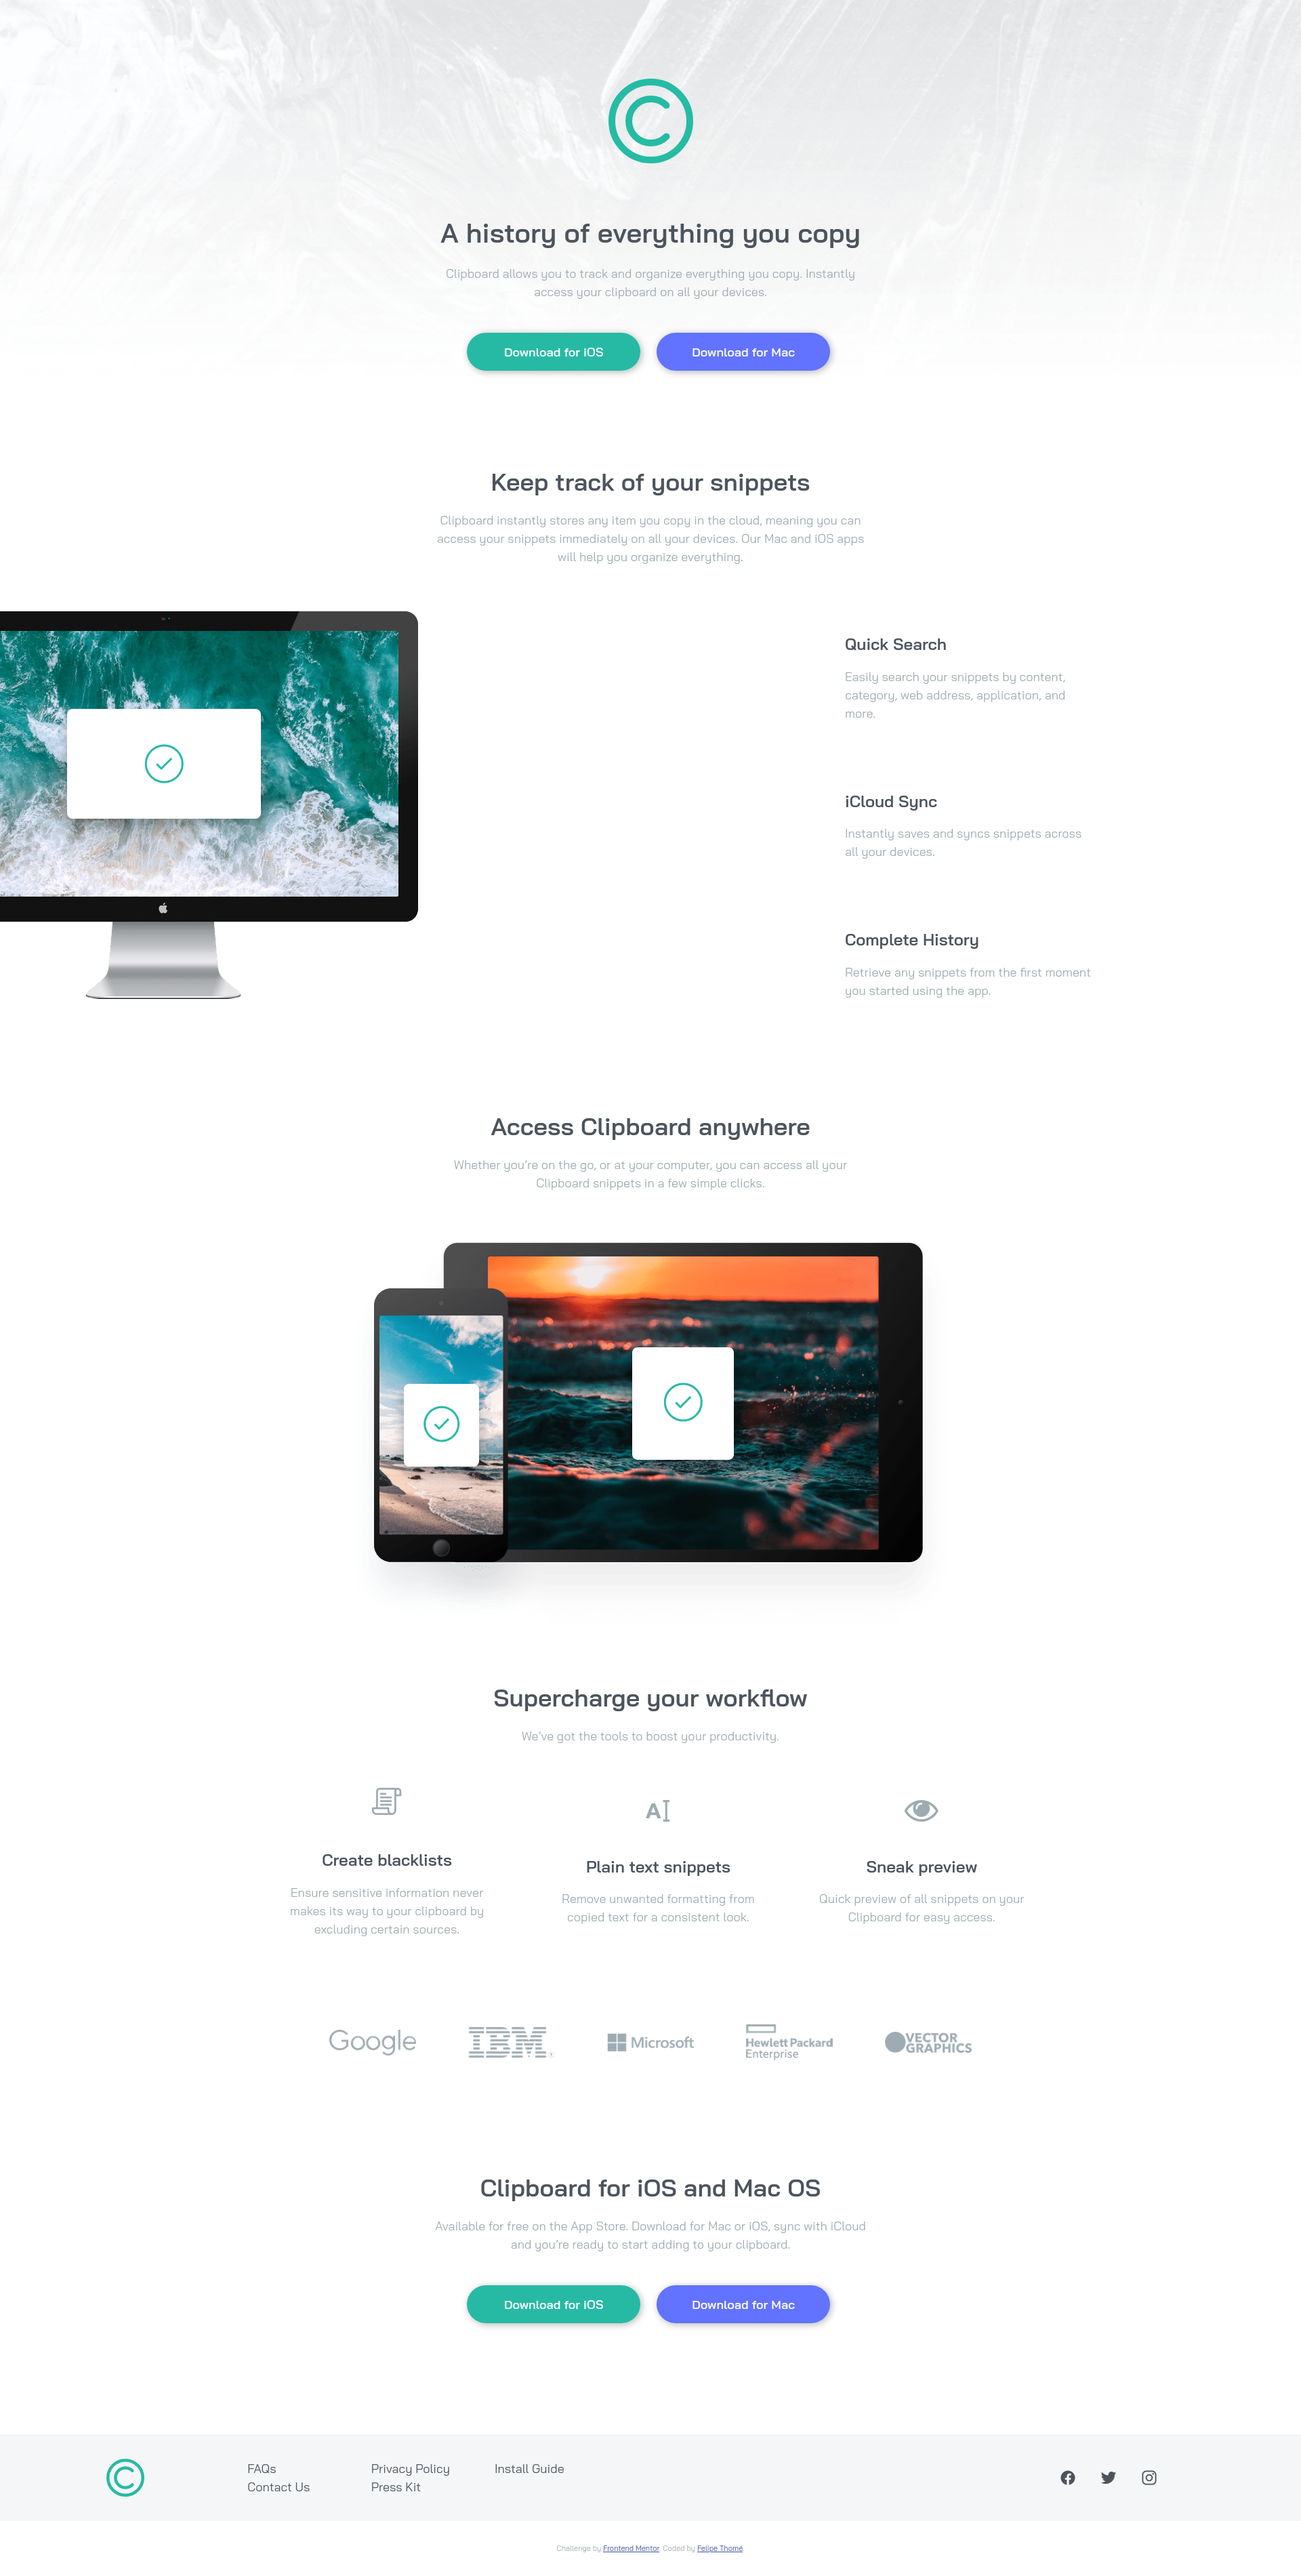 A history of everything you copy
Clipboard allows you to track and organize everything you copy. Instantly
access your clipboard on all your devices.
Download for iOS
Download for Mac
Keep track of your snippets
Clipboard instantly stores any item you copy in the cloud, meaning you can
access your snippets immediately on all your devices. Our Mac and iOS apps
will help you organize everything.
Quick Search
Easily search your snippets by content,
category, web address, application, and
more.
iCloud Sync
Instantly saves and syncs snippets across
all your devices.
Complete History
Retrieve any snippets from the first moment
you started using the app.
Access Clipboard anywhere
Whether you’re on the go, or at your computer, you can access all your
Clipboard snippets in a few simple clicks.
Supercharge your workflow
We’ve got the tools to boost your productivity.
Create blacklists
Ensure sensitive information never
makes its way to your clipboard by
excluding certain sources.
A
Plain text snippets
Remove unwanted formatting from
copied text for a consistent look.
Sneak preview
Quick preview of all snippets on your
Clipboard for easy access.
Google
IBM
Microsoft
Hewlett Packard
Enterprise
VECTOR
GRAPHICS
Clipboard for iOS and Mac OS
Available for free on the App Store. Download for Mac or iOS, sync with iCloud
and you’re ready to start adding to your clipboard.
Download for iOS
Download for Mac
FAQs
Contact Us
Privacy Policy
Press Kit
Install Guide
Challenge by Frontend Mentor. Coded by Felipe Thomé.